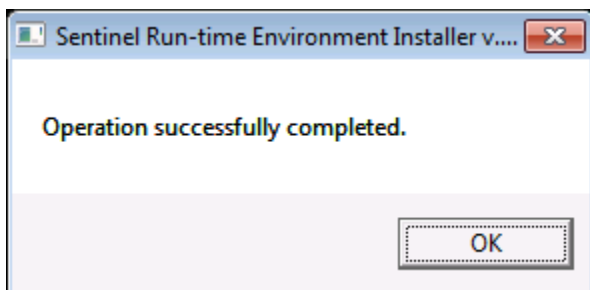 Sentinel Run-time Environment Installer v....
Operation successfully completed.
OK